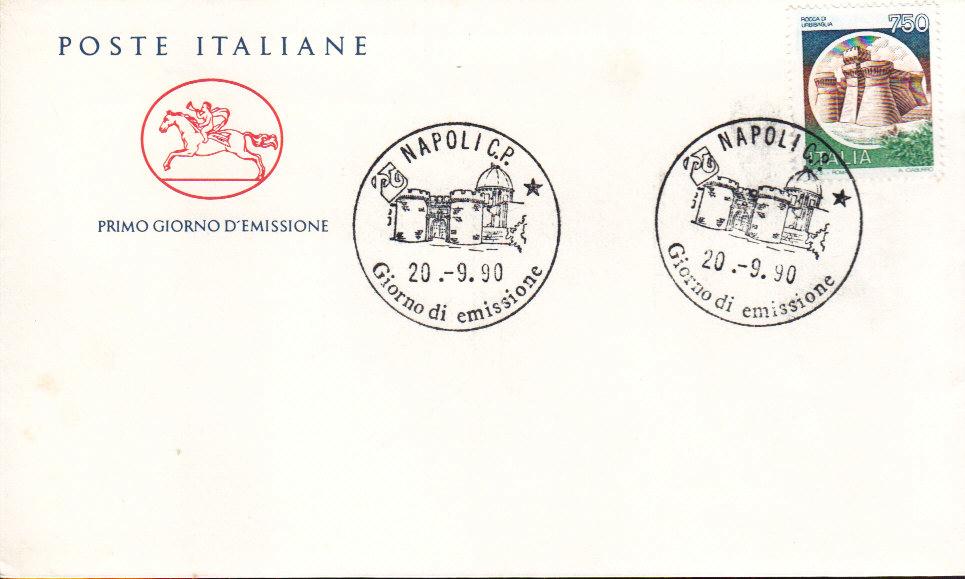 POSTE ITALIANE
PRIMO GIORNO D'EMISSIONE
NAPOLI C.P.
20.-9.90
Giorno di emissione
NAPOLI C.P.
20.-9.90
Giorno di emissione
ROCCA DI
URBISAGLIA
750
ITALIA